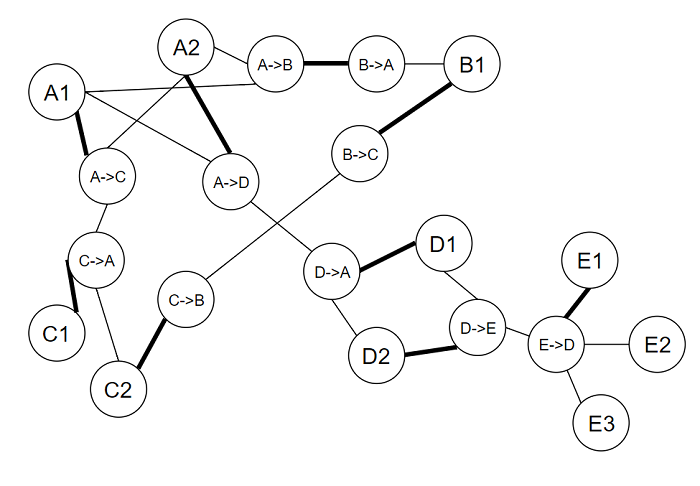 A2
A->B
B->A
B1
A1
B->C
A->C
A->D
D1
C->A
D->A
E1
C->B
D->E
C1
E->D
E2
D2
C2
E3